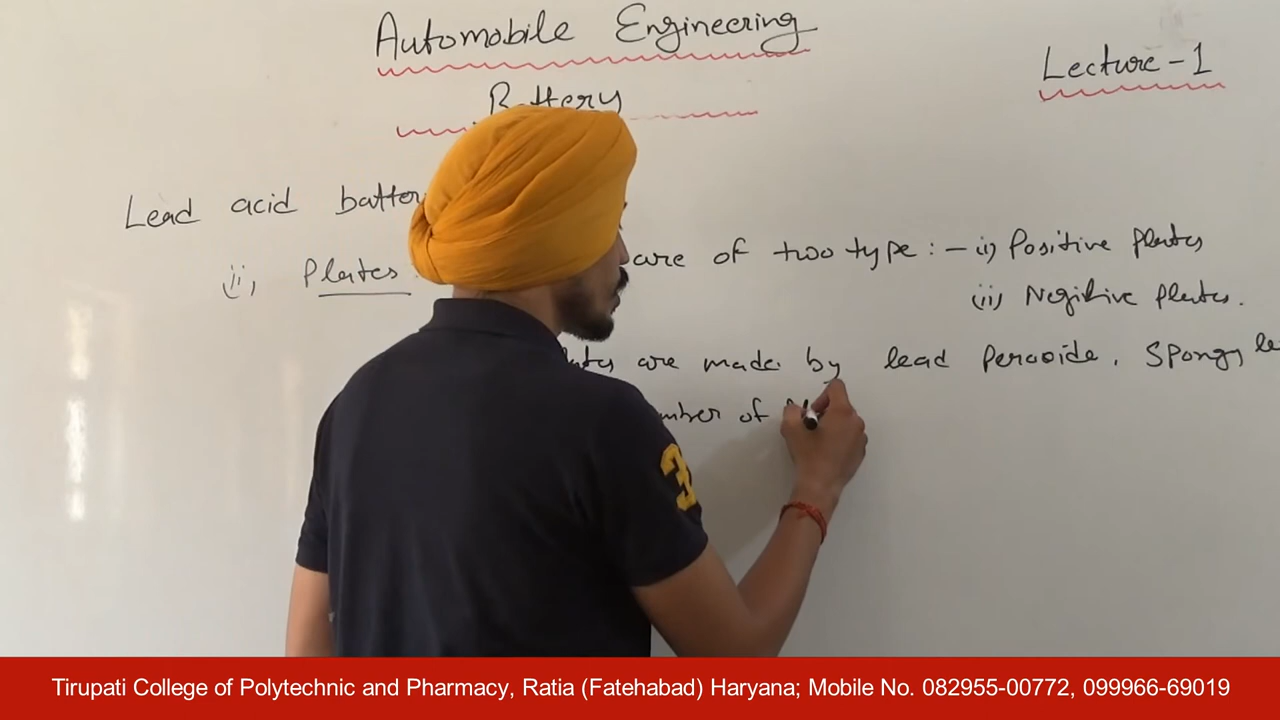 Automobile Engineering
Lecture-1
Battery
Lead acid
(ii) Plates are of two type :- (i) Positive plates
(ii) Negitive plates.
are made by lead peroxide, Spongy
of
3
Tirupati College of Polytechnic and Pharmacy, Ratia (Fatehabad) Haryana; Mobile No. 082955-00772, 099966-69019